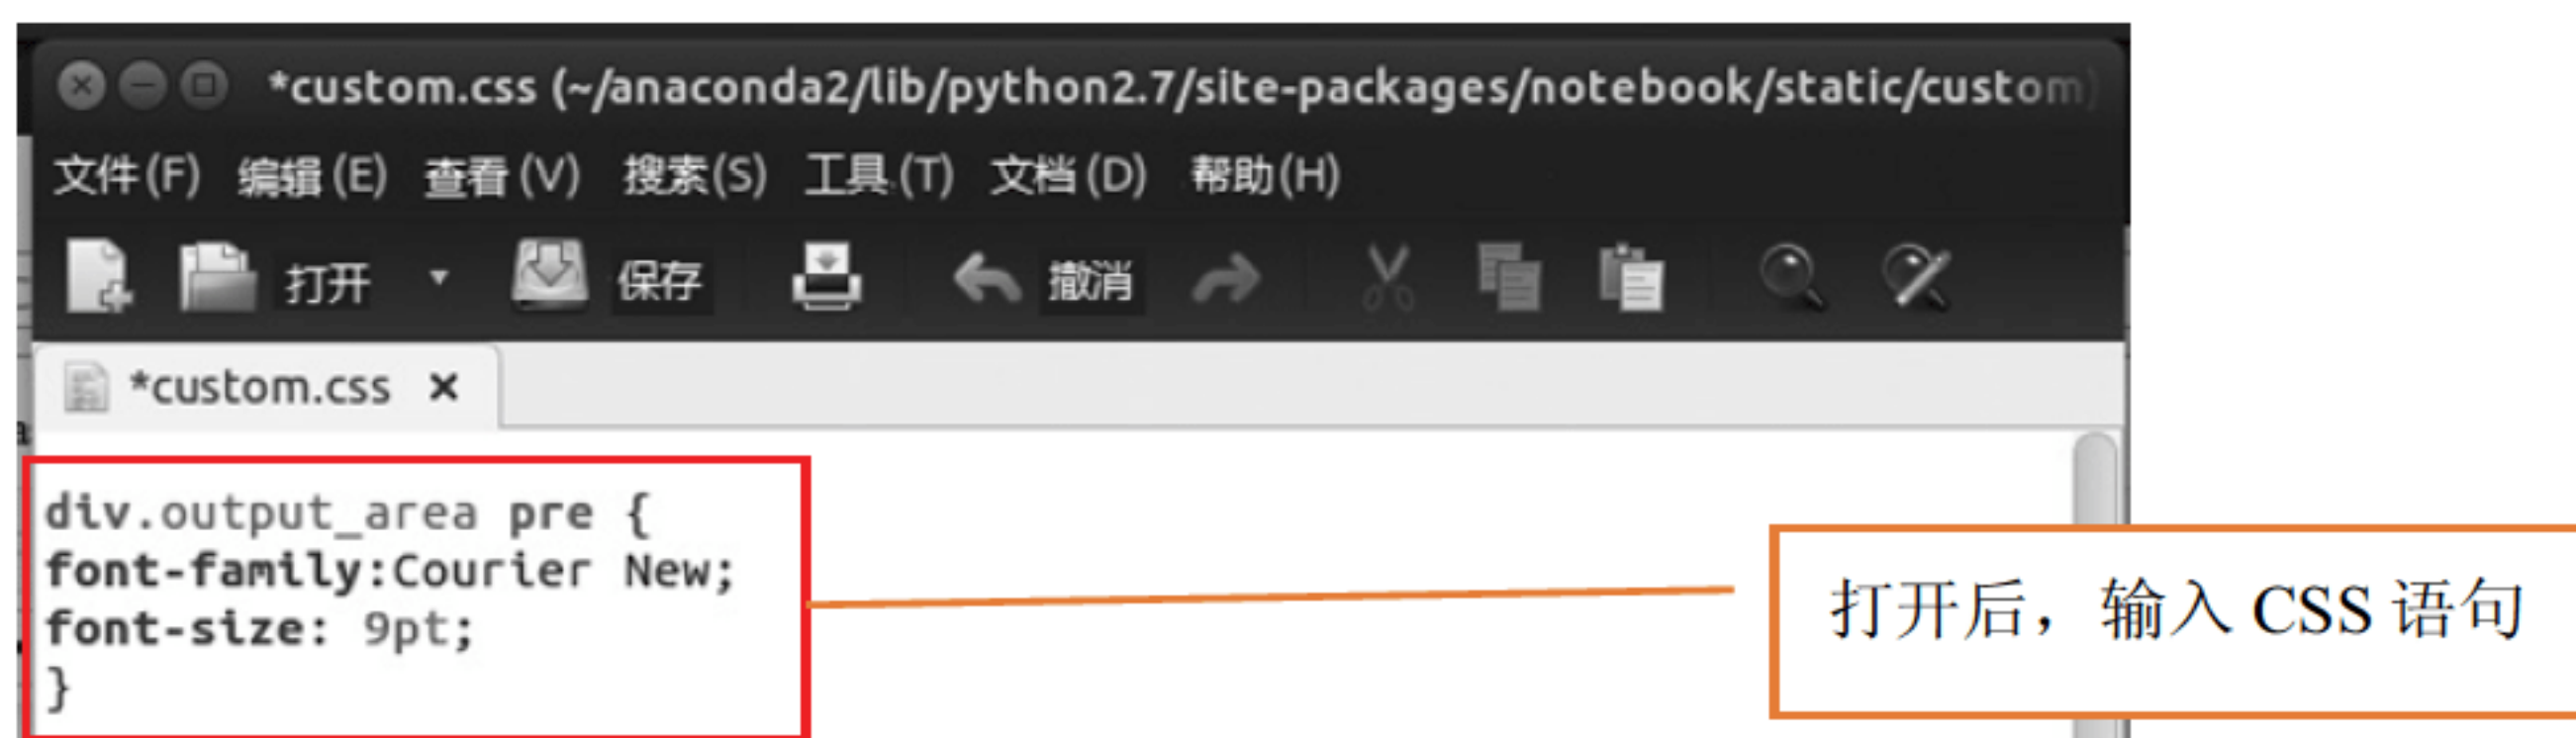 *custom.css (~/anaconda2/lib/python2.7/site-packages/notebook/static/custom)
文件(F) 编辑(E) 查看(V) 搜索(S) 工具(T) 文档(D) 帮助(H)
打开 保存 撤消
*custom.css ×
div.output_area pre {
font-family:Courier New;
font-size: 9pt;
}
打开后，输入 CSS 语句